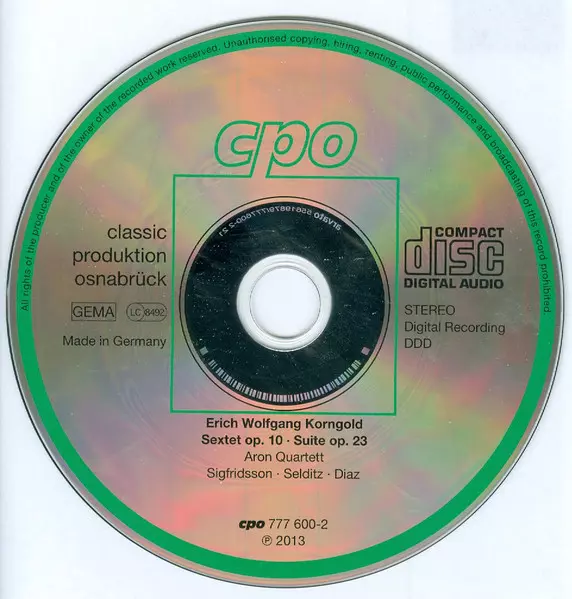 All rights of the producer and of the owner of the recorded work reserved. Unauthorised copying, hiring, renting, public performance and broadcasting of this record prohibited.
cpo
classic
produktion
osnabrück
GEMA LC 8492
Made in Germany
COMPACT
disc
DIGITAL AUDIO
STEREO
Digital Recording
DDD
Erich Wolfgang Korngold
Sextet op. 10 · Suite op. 23
Aron Quartett
Sigfridsson · Selditz · Diaz
cpo 777 600-2
℗ 2013